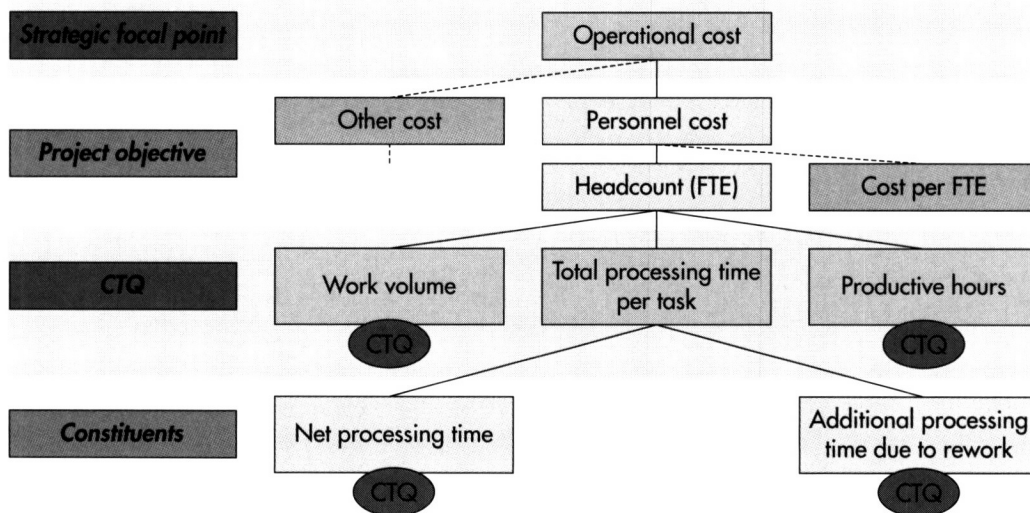 Strategic focal point
Operational cost
Other cost
Personnel cost
Project objective
Headcount (FTE)
Cost per FTE
CTQ
Work volume
Total processing time
per task
Productive hours
CTQ
CTQ
Constituents
Net processing time
Additional processing
time due to rework
CTQ
CTQ